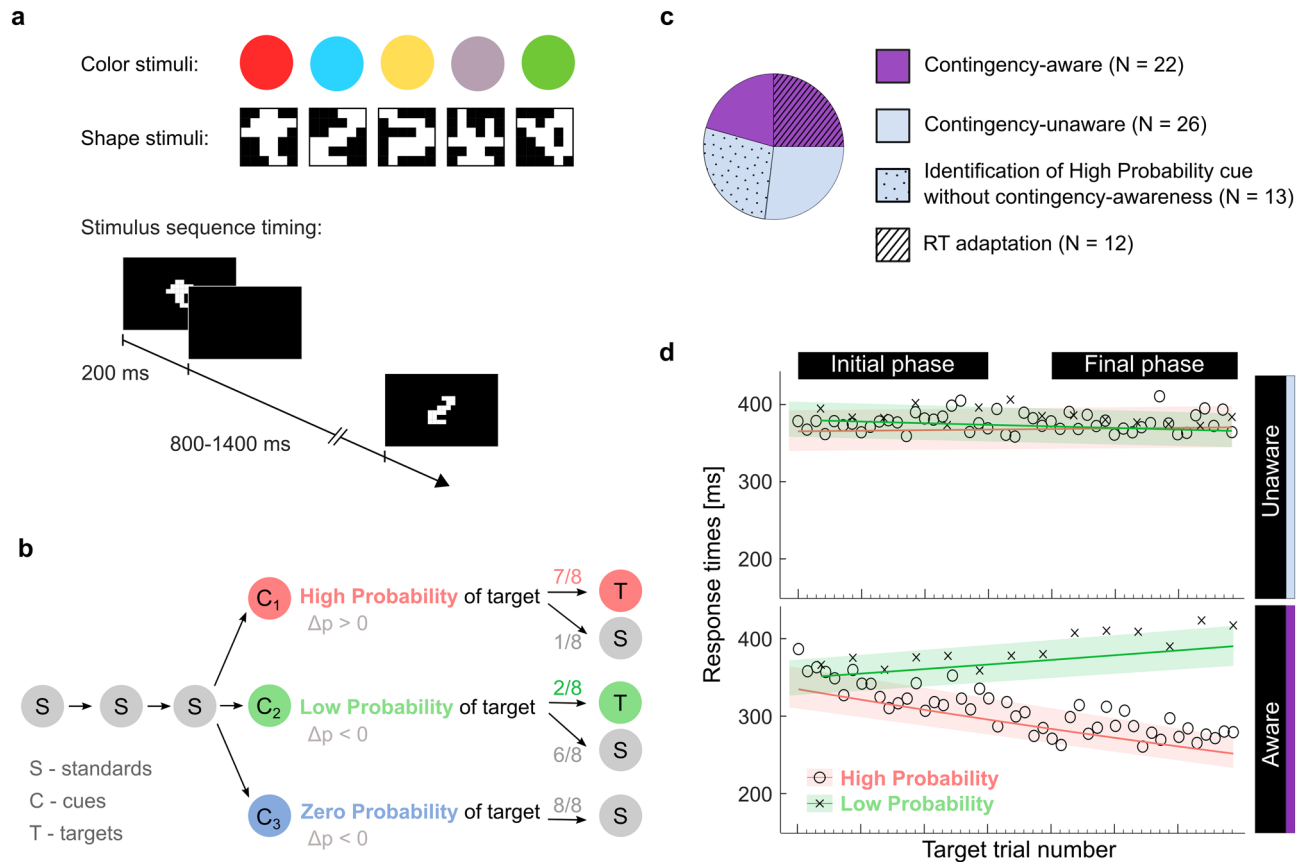 a
Color stimuli:
Shape stimuli:
Stimulus sequence timing:
200 ms
800-1400 ms
b
S
S
S
C1
High Probability of target
Δp > 0
7/8
T
1/8
S
C2
Low Probability of target
Δp < 0
2/8
T
6/8
S
C3
Zero Probability of target
Δp < 0
8/8
S
S - standards
C - cues
T - targets
c
Contingency-aware (N = 22)
Contingency-unaware (N = 26)
Identification of High Probability cue
without contingency-awareness (N = 13)
RT adaptation (N = 12)
d
Initial phase
Final phase
400
300
200
Unaware
Response times [ms]
400
300
200
Aware
High Probability
Low Probability
Target trial number